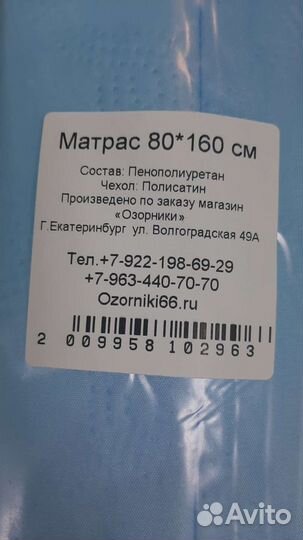 Матрас 80*160 см
Состав: Пенополиуретан
Чехол: Полисатин
Произведено по заказу магазин
«Озорники»
Г.Екатеринбург ул. Волгоградская 49А
Тел.+7-922-198-69-29
+7-963-440-70-70
Ozorniki66.ru
2 009958 102963
Avito